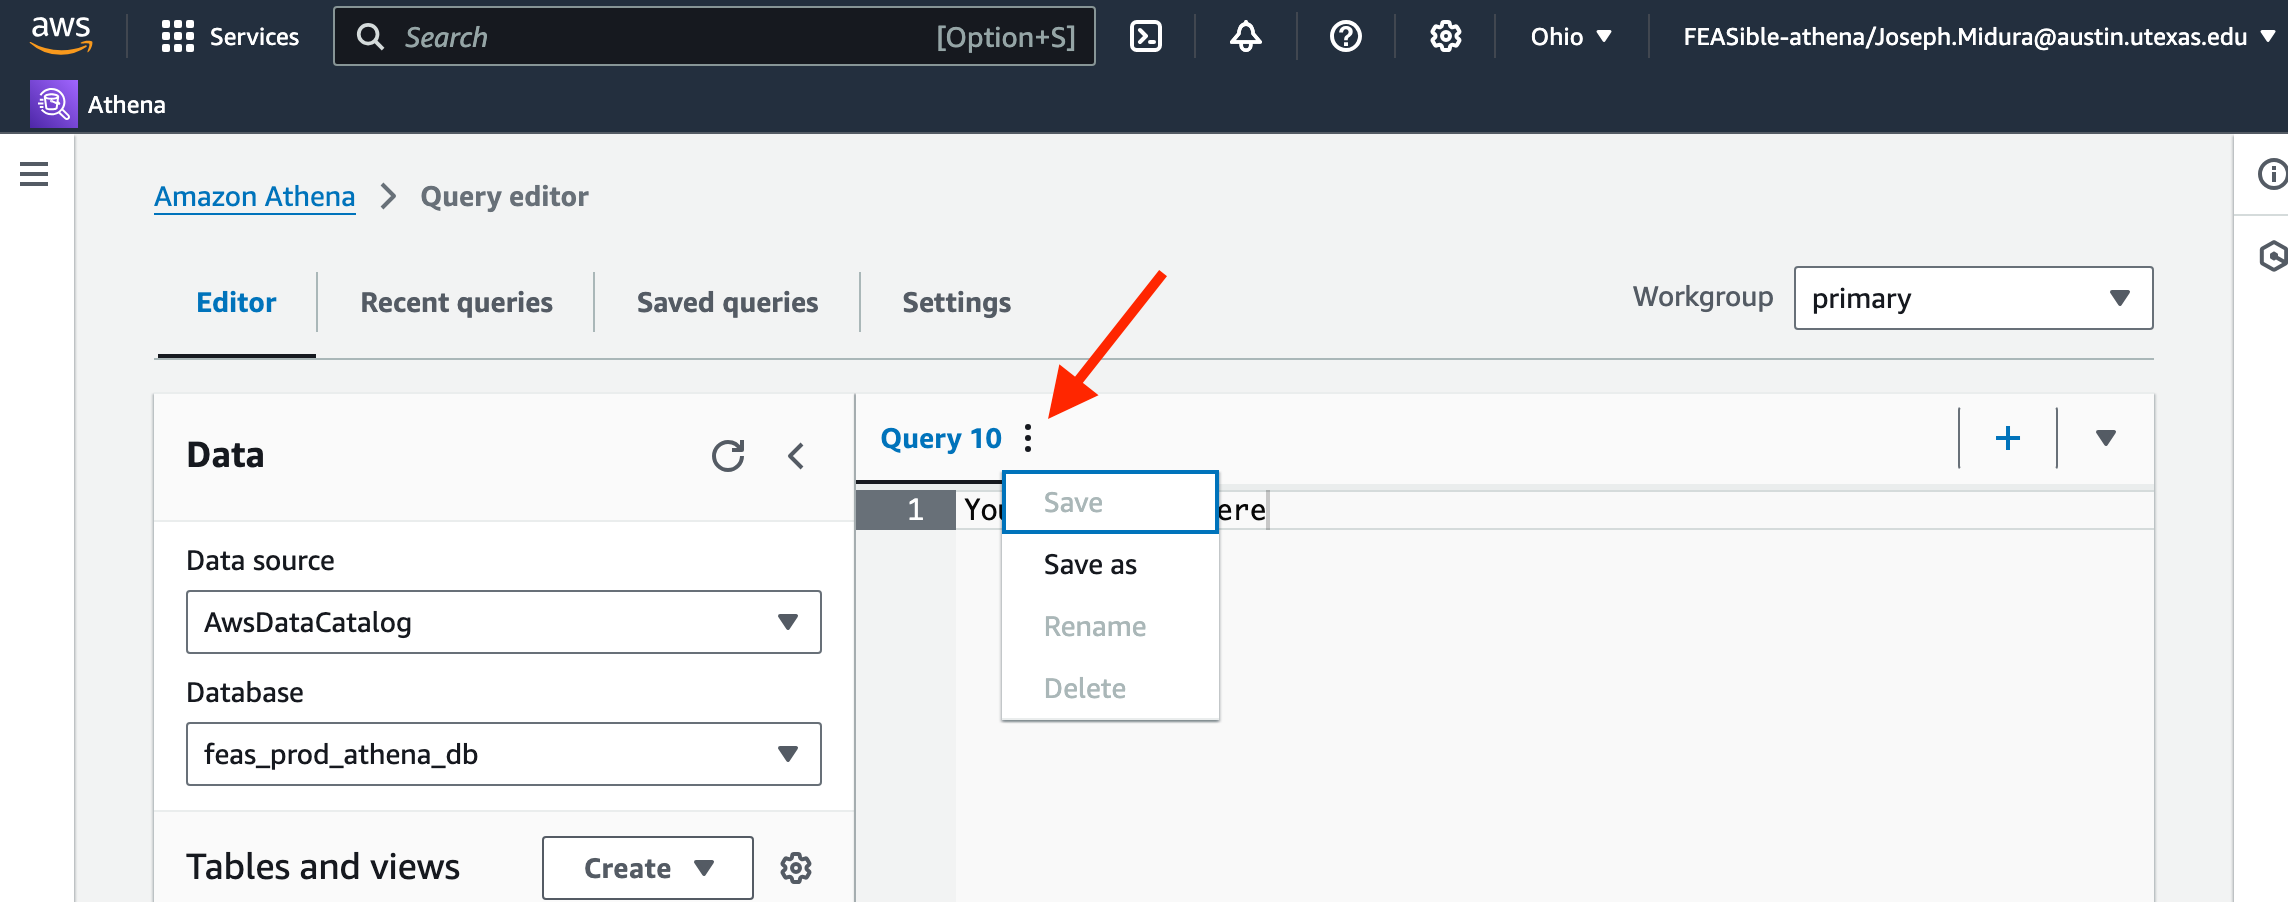 aws
Services
Search
[Option+S]
Ohio
FEASible-athena/Joseph.Midura@austin.utexas.edu
Athena
Amazon Athena
Query editor
Editor
Recent queries
Saved queries
Settings
Workgroup
primary
Data
Query 10
Save
1
ere
Save as
Rename
Delete
Data source
AwsDataCatalog
Database
feas_prod_athena_db
Tables and views
Create